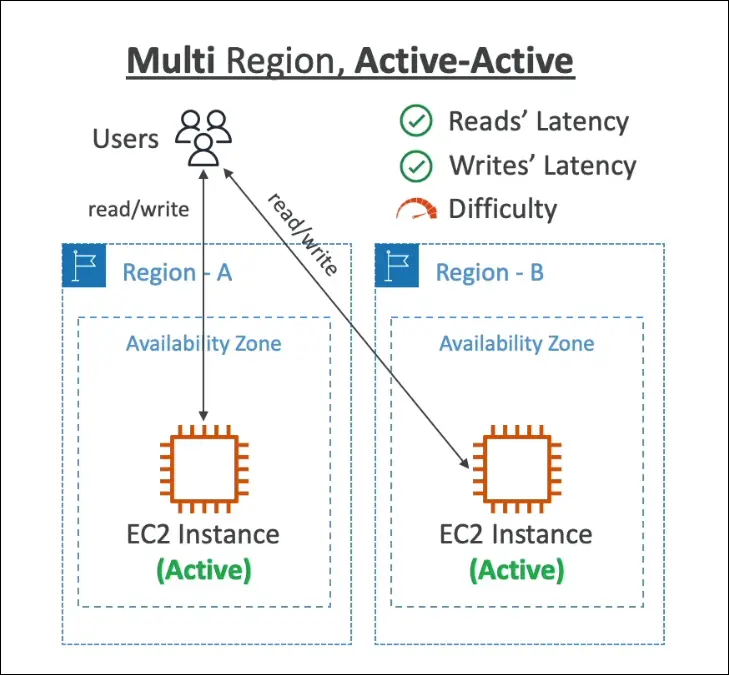 Multi Region, Active-Active
Users
Reads' Latency
Writes' Latency
Difficulty
read/write
read/write
Region - A
Region - B
Availability Zone
Availability Zone
EC2 Instance
(Active)
EC2 Instance
(Active)